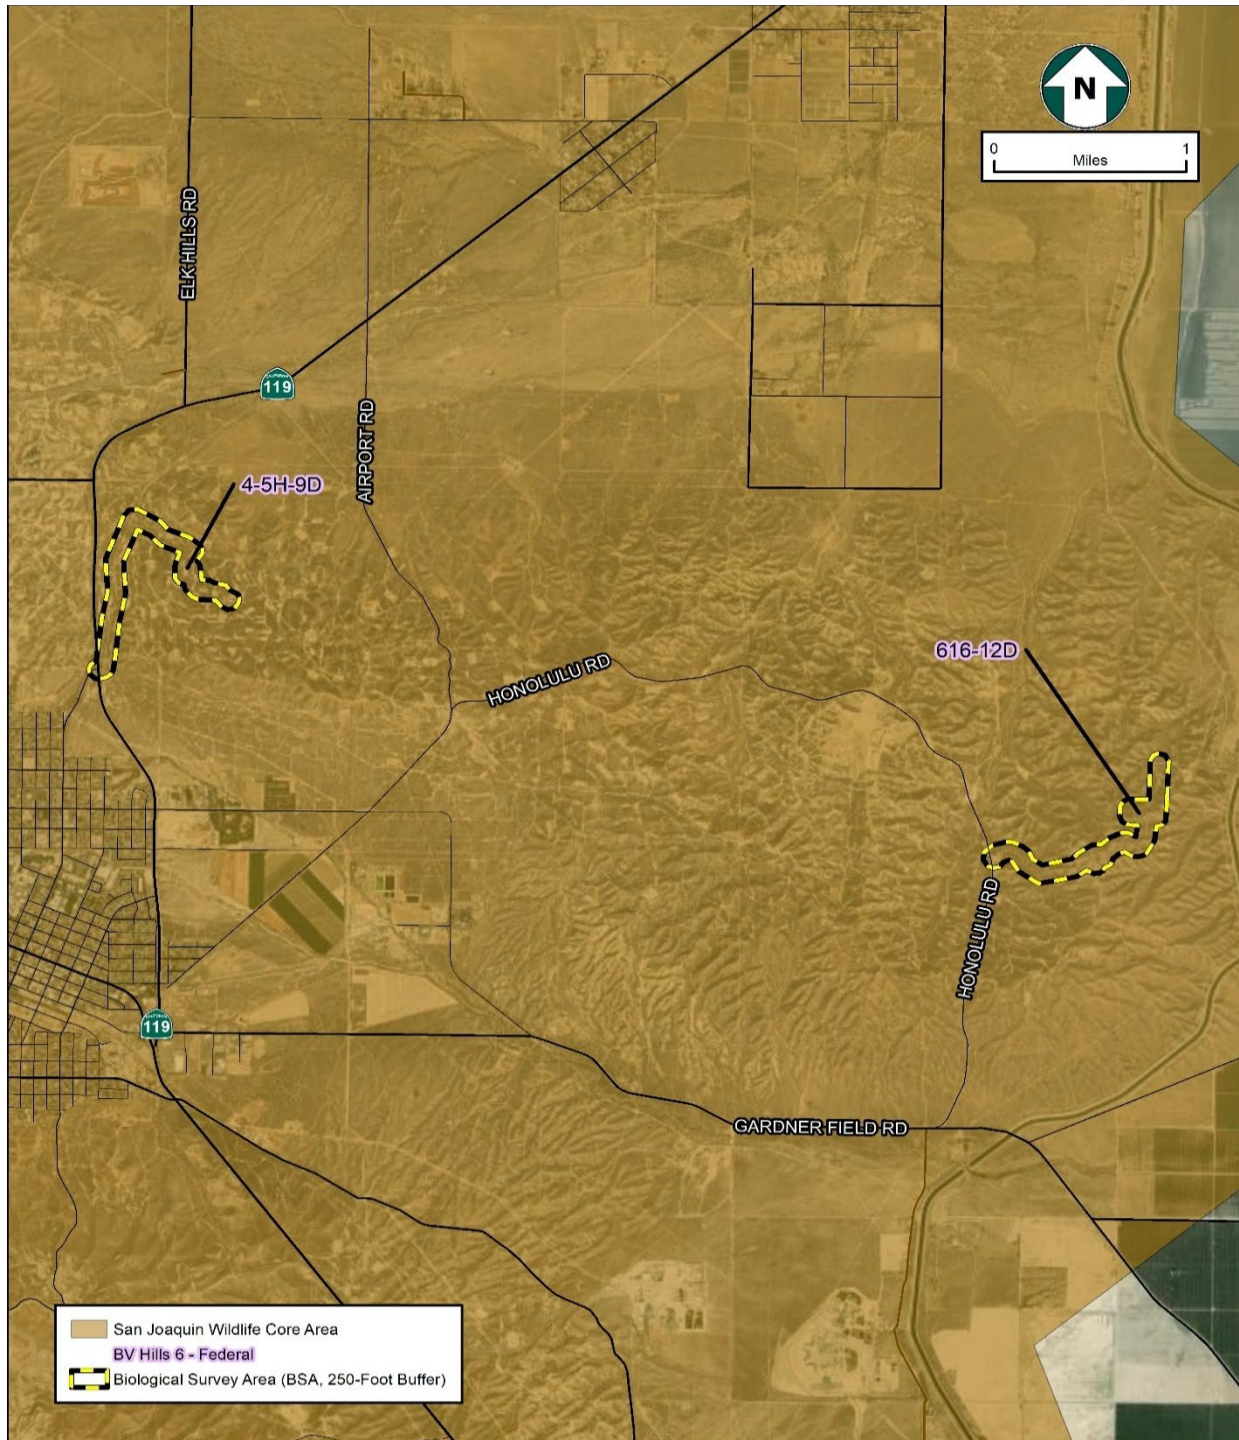 N
0 1
Miles
ELK HILLS RD
CALIFORNIA
119
AIRPORT RD
4-5H-9D
HONOLULU RD
616-12D
HONOLULU RD
CALIFORNIA
119
GARDNER FIELD RD
San Joaquin Wildlife Core Area
BV Hills 6 - Federal
Biological Survey Area (BSA, 250-Foot Buffer)